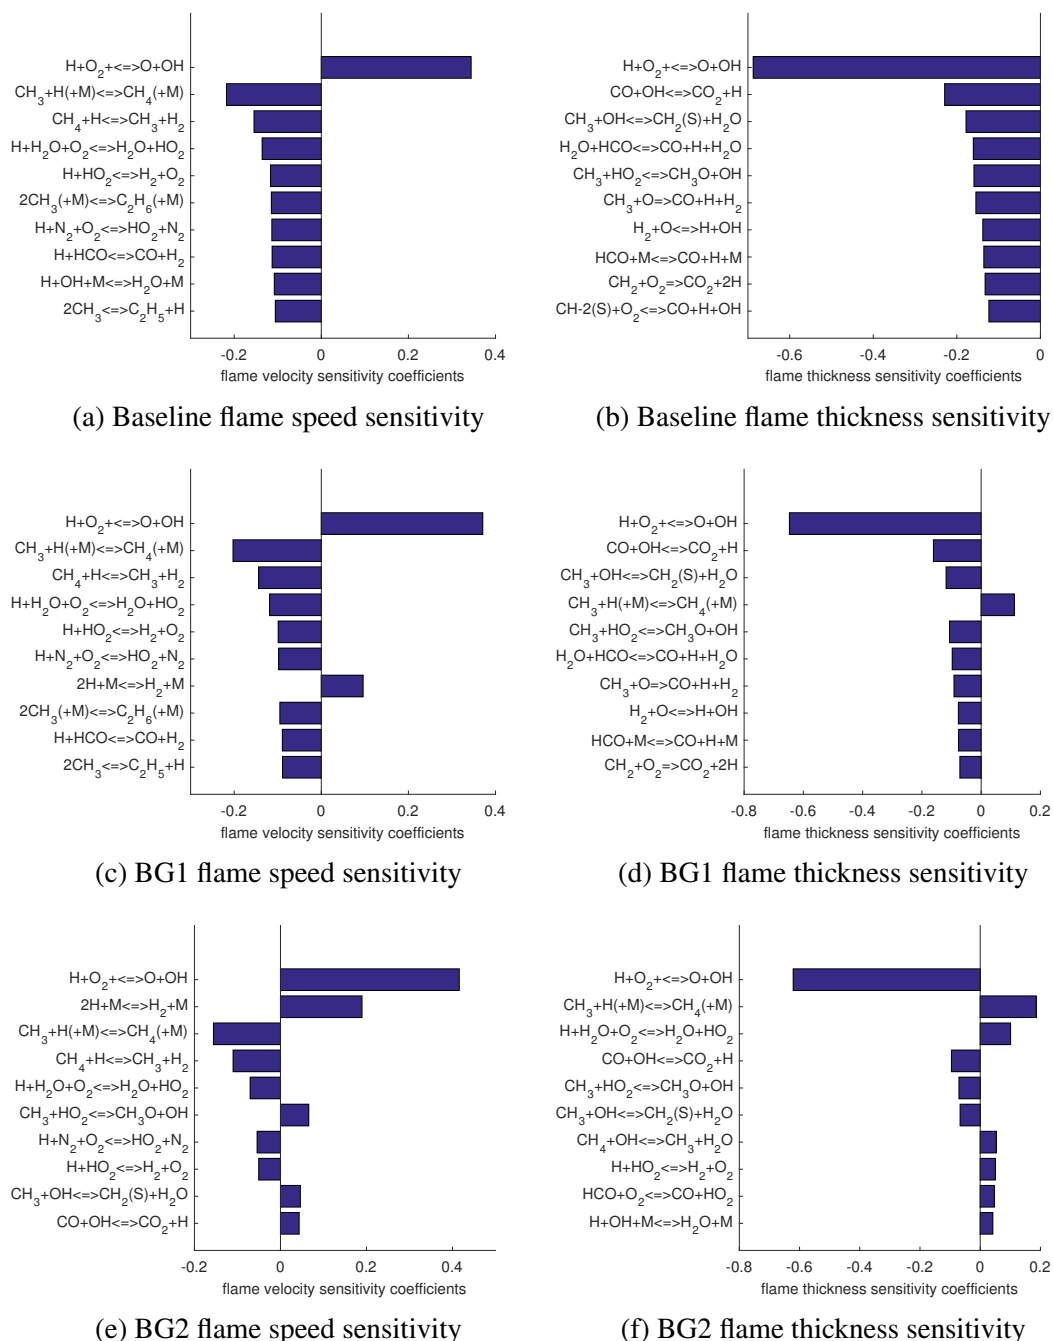 H+O₂+<=>O+OH
CH₃+H(+M)<=>CH₄(+M)
CH₄+H<=>CH₃+H₂
H+H₂O+O₂<=>H₂O+HO₂
H+HO₂<=>H₂+O₂
2CH₃(+M)<=>C₂H₆(+M)
H+N₂+O₂<=>HO₂+N₂
H+HCO<=>CO+H₂
H+OH+M<=>H₂O+M
2CH₃<=>C₂H₅+H
-0.2 0 0.2 0.4
flame velocity sensitivity coefficients
(a) Baseline flame speed sensitivity
H+O₂+<=>O+OH
CO+OH<=>CO₂+H
CH₃+OH<=>CH₂(S)+H₂O
H₂O+HCO<=>CO+H+H₂O
CH₃+HO₂<=>CH₃O+OH
CH₃+O=>CO+H+H₂
H₂+O<=>H+OH
HCO+M<=>CO+H+M
CH₂+O₂=>CO₂+2H
CH-2(S)+O₂<=>CO+H+OH
-0.6 -0.4 -0.2 0
flame thickness sensitivity coefficients
(b) Baseline flame thickness sensitivity
H+O₂+<=>O+OH
CH₃+H(+M)<=>CH₄(+M)
CH₄+H<=>CH₃+H₂
H+H₂O+O₂<=>H₂O+HO₂
H+HO₂<=>H₂+O₂
H+N₂+O₂<=>HO₂+N₂
2H+M<=>H₂+M
2CH₃(+M)<=>C₂H₆(+M)
H+HCO<=>CO+H₂
2CH₃<=>C₂H₅+H
-0.2 0 0.2 0.4
flame velocity sensitivity coefficients
(c) BG1 flame speed sensitivity
H+O₂+<=>O+OH
CO+OH<=>CO₂+H
CH₃+OH<=>CH₂(S)+H₂O
CH₃+H(+M)<=>CH₄(+M)
CH₃+HO₂<=>CH₃O+OH
H₂O+HCO<=>CO+H+H₂O
CH₃+O=>CO+H+H₂
H₂+O<=>H+OH
HCO+M<=>CO+H+M
CH₂+O₂=>CO₂+2H
-0.8 -0.6 -0.4 -0.2 0 0.2
flame thickness sensitivity coefficients
(d) BG1 flame thickness sensitivity
H+O₂+<=>O+OH
2H+M<=>H₂+M
CH₃+H(+M)<=>CH₄(+M)
CH₄+H<=>CH₃+H₂
H+H₂O+O₂<=>H₂O+HO₂
CH₃+HO₂<=>CH₃O+OH
H+N₂+O₂<=>HO₂+N₂
H+HO₂<=>H₂+O₂
CH₃+OH<=>CH₂(S)+H₂O
CO+OH<=>CO₂+H
-0.2 0 0.2 0.4
flame velocity sensitivity coefficients
(e) BG2 flame speed sensitivity
H+O₂+<=>O+OH
CH₃+H(+M)<=>CH₄(+M)
H+H₂O+O₂<=>H₂O+HO₂
CO+OH<=>CO₂+H
CH₃+HO₂<=>CH₃O+OH
CH₃+OH<=>CH₂(S)+H₂O
CH₄+OH<=>CH₃+H₂O
H+HO₂<=>H₂+O₂
HCO+O₂<=>CO+HO₂
H+OH+M<=>H₂O+M
-0.8 -0.6 -0.4 -0.2 0 0.2
flame thickness sensitivity coefficients
(f) BG2 flame thickness sensitivity